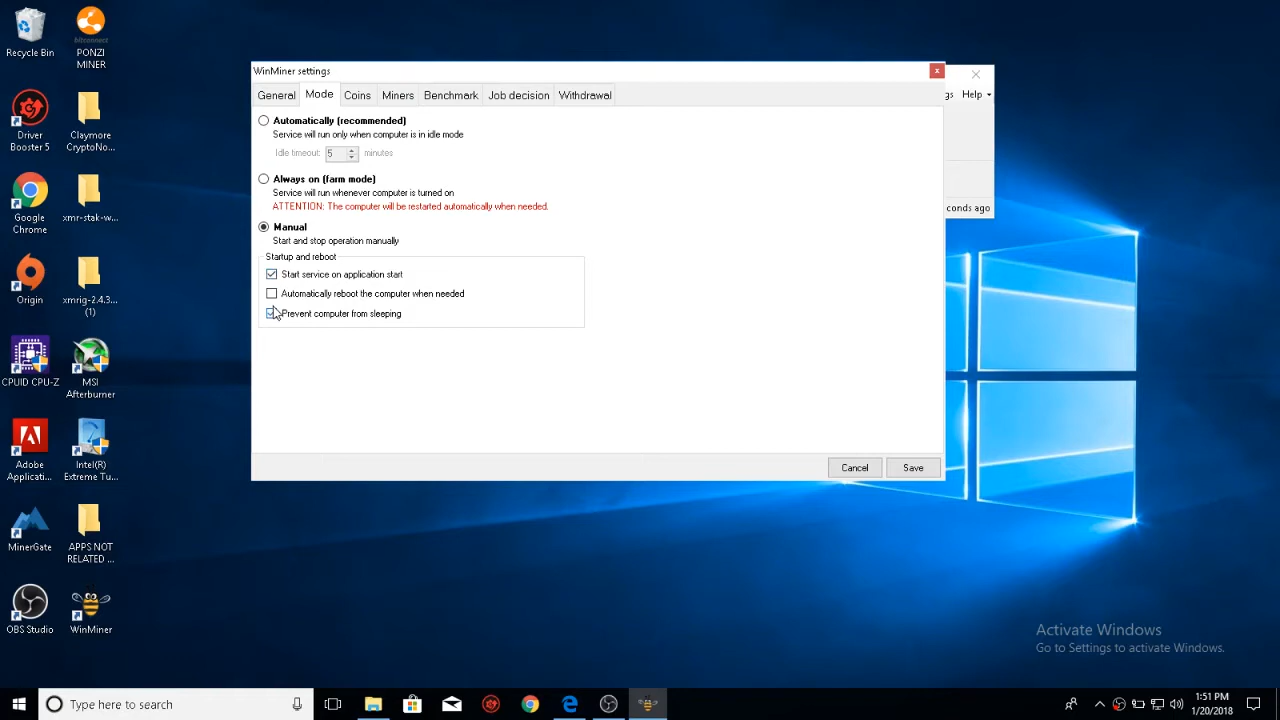 Recycle Bin
bitconnect
PONZI
MINER
Driver
Booster 5
Claymore
CryptoNo...
Google
Chrome
xmr-stak-w...
Origin
xmrig-2.4.3...
(1)
CPUID CPU-Z
MSI
Afterburner
Adobe
Applicati...
Intel(R)
Extreme Tu...
MinerGate
APPS NOT
RELATED ...
OBS Studio
WinMiner
WinMiner settings
x
General Mode Coins Miners Benchmark Job decision Withdrawal
gs Help
Automatically (recommended)
Service will run only when computer is in idle mode
Idle timeout: 5 minutes
Always on (farm mode)
Service will run whenever computer is turned on
ATTENTION: The computer will be restarted automatically when needed.
conds ago
Manual
Start and stop operation manually
Startup and reboot
Start service on application start
Automatically reboot the computer when needed
Prevent computer from sleeping
Cancel Save
Activate Windows
Go to Settings to activate Windows.
Type here to search
1:51 PM
1/20/2018